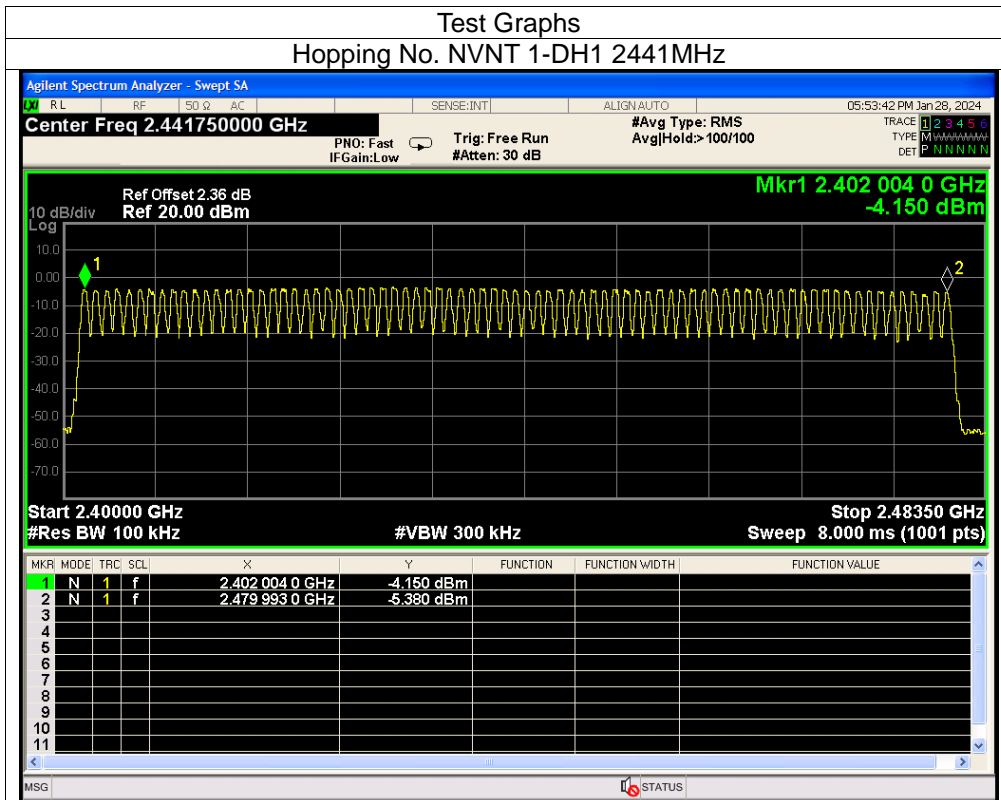 Test Graphs
Hopping No. NVNT 1-DH1 2441MHz
Agilent Spectrum Analyzer - Swept SA
LXI RL RF 50 Ω AC SENSE:INT ALIGN AUTO 05:53:42 PM Jan 28, 2024
Center Freq 2.441750000 GHz #Avg Type: RMS TRACE 1 2 3 4 5 6
PNO: Fast Trig: Free Run Avg|Hold:> 100/100 TYPE M WWWWW
IFGain:Low #Atten: 30 dB DET P N N N N N
Mkr1 2.402 004 0 GHz
Ref Offset 2.36 dB -4.150 dBm
10 dB/div Ref 20.00 dBm
Log
10.0
1 2
0.00
-10.0
-20.0
-30.0
-40.0
-50.0
-60.0
-70.0
Start 2.40000 GHz Stop 2.48350 GHz
#Res BW 100 kHz #VBW 300 kHz Sweep 8.000 ms (1001 pts)
MKR MODE TRC SCL X Y FUNCTION FUNCTION WIDTH FUNCTION VALUE
1 N 1 f 2.402 004 0 GHz -4.150 dBm
2 N 1 f 2.479 993 0 GHz -5.380 dBm
3
4
5
6
7
8
9
10
11
MSG STATUS